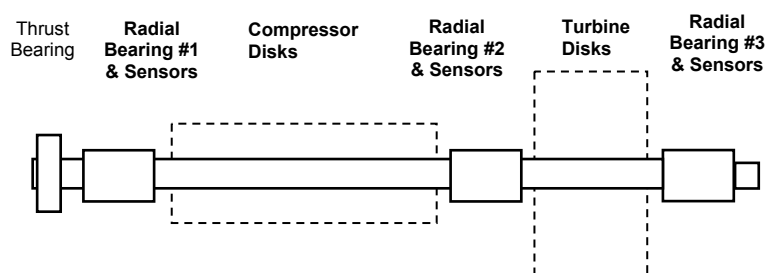 Thrust
Bearing
Radial
Bearing #1
& Sensors
Compressor
Disks
Radial
Bearing #2
& Sensors
Turbine
Disks
Radial
Bearing #3
& Sensors